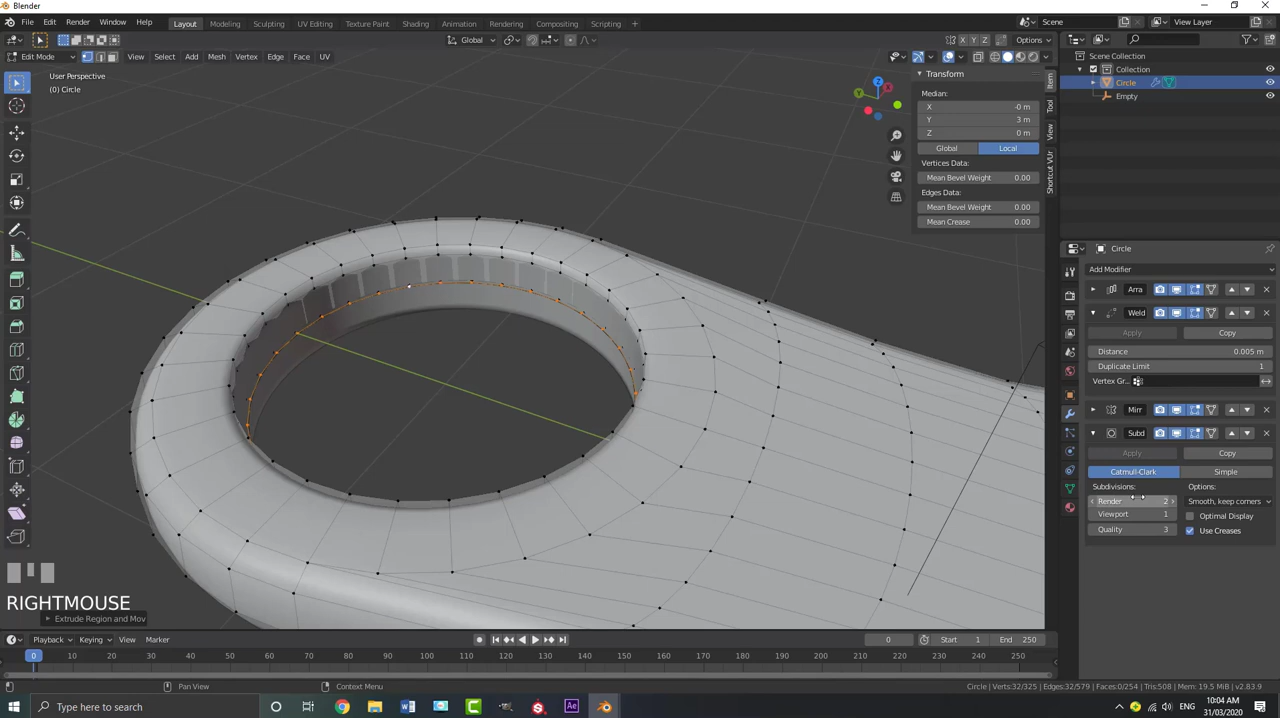 Blender
File Edit Render Window Help Layout Modeling Sculpting UV Editing Texture Paint Shading Animation Rendering Compositing Scripting + Scene View Layer
Global X Y Z Options
Edit Mode View Select Add Mesh Vertex Edge Face UV
User Perspective
(0) Circle
Scene Collection
Collection
Circle
Empty
Transform
Median:
X -0 m
Y 3 m
Z 0 m
Global Local
Vertices Data:
Mean Bevel Weight 0.00
Edges Data:
Mean Bevel Weight 0.00
Mean Crease 0.00
Item
Tool
View
Shortcut VUr
Z
Y
X
Circle
Add Modifier
Arra
Weld
Apply Copy
Distance 0.005 m
Duplicate Limit 1
Vertex Gr...
Mirr
Subd
Apply Copy
Catmull-Clark Simple
Subdivisions: Options:
Render 2 Smooth, keep corners
Viewport 1 Optimal Display
Quality 3 Use Creases
RIGHTMOUSE
Extrude Region and Mov
Playback Keying View Marker 0 Start 1 End 250
0 10 20 30 40 50 60 70 80 90 100 110 120 130 140 150 160 170 180 190 200 210 220 230 240 250
Pan View Context Menu Circle | Verts:32/325 | Edges:32/579 | Faces:0/254 | Tris:508 | Mem: 19.5 MiB | v2.83.9
Type here to search ENG 10:04 AM
31/03/2020